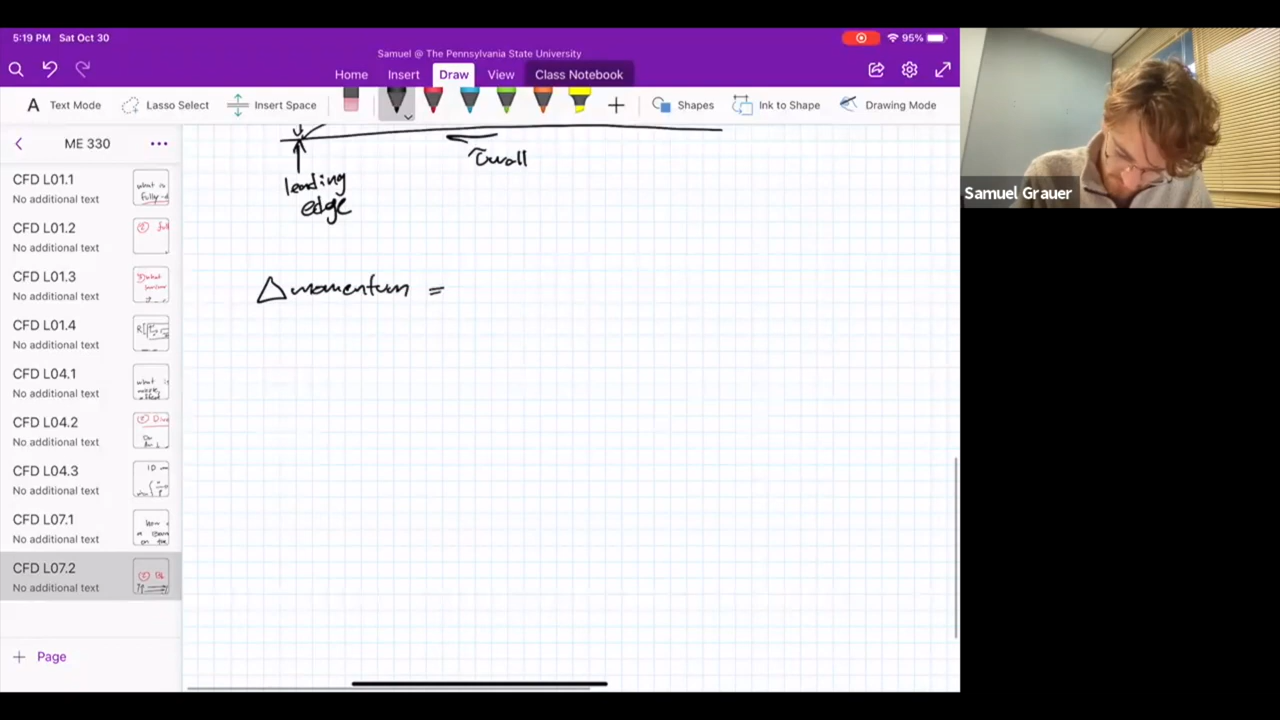 5:19 PM Sat Oct 30
95%
Samuel @ The Pennsylvania State University
Home Insert Draw View Class Notebook
A Text Mode Lasso Select Insert Space Shapes Ink to Shape Drawing Mode
ME 330
CFD L01.1
No additional text
CFD L01.2
No additional text
CFD L01.3
No additional text
CFD L01.4
No additional text
CFD L04.1
No additional text
CFD L04.2
No additional text
CFD L04.3
No additional text
CFD L07.1
No additional text
CFD L07.2
No additional text
+ Page
τwall
leading
edge
Δmomentum =
Samuel Grauer